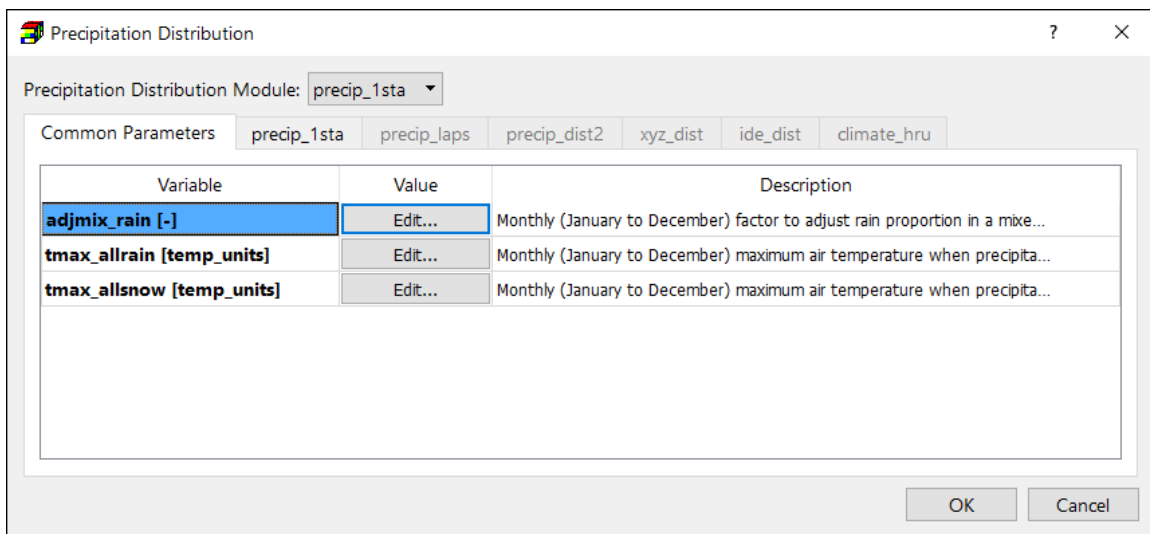 Precipitation Distribution ?
Precipitation Distribution Module: precip_1sta
Common Parameters precip_1sta precip_laps precip_dist2 xyz_dist ide_dist climate_hru
Variable Value Description
adjmix_rain [-] Edit... Monthly (January to December) factor to adjust rain proportion in a mixe...
tmax_allrain [temp_units] Edit... Monthly (January to December) maximum air temperature when precipita...
tmax_allsnow [temp_units] Edit... Monthly (January to December) maximum air temperature when precipita...
OK Cancel